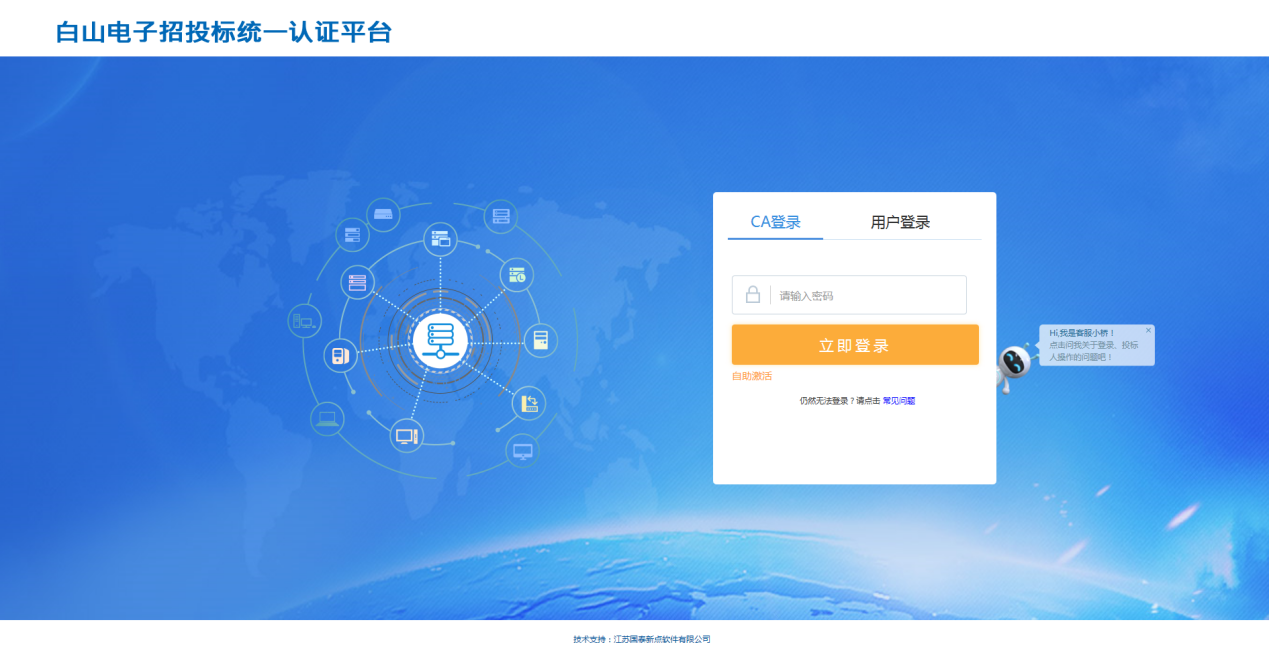 白山电子招投标统一认证平台
CA登录 用户登录
请输入密码
立即登录
自助激活
仍然无法登录？请点击 常见问题
Hi,我是客服小桥！ ×
点击问我关于登录、投标
人操作的问题吧！
技术支持：江苏国泰新点软件有限公司